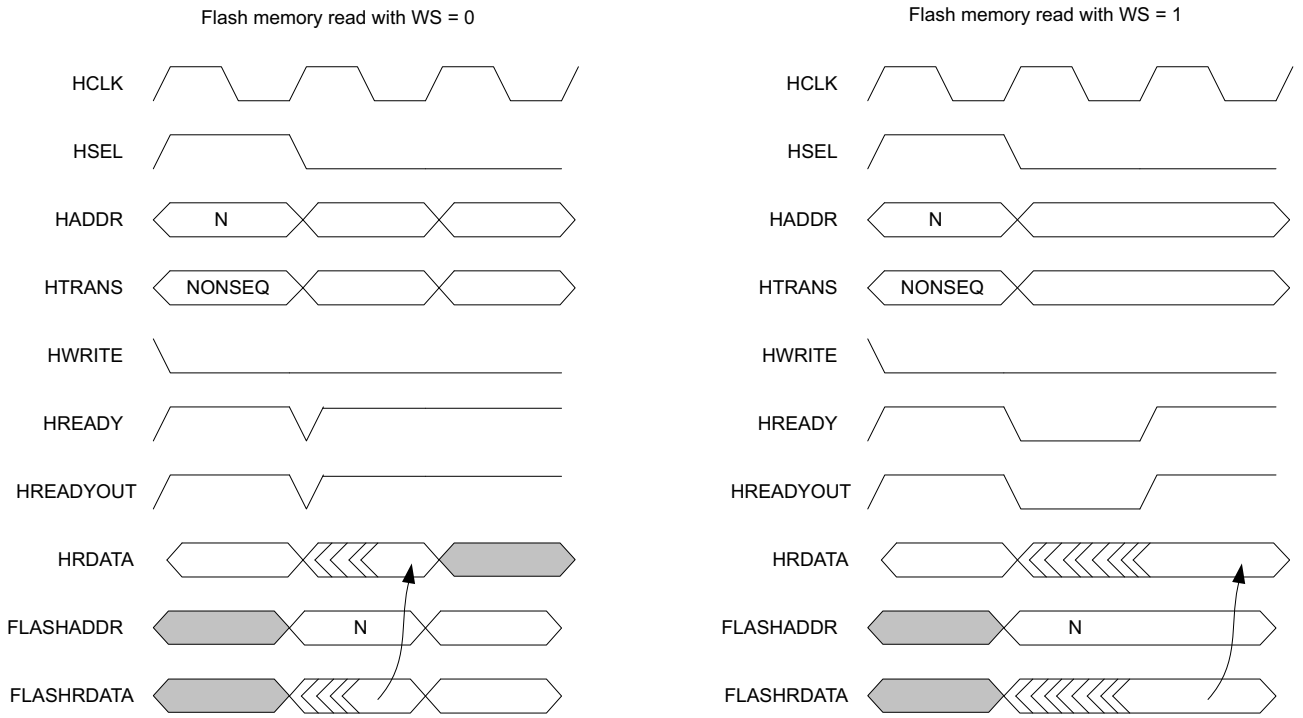 Flash memory read with WS = 0
HCLK
HSEL
HADDR N
HTRANS NONSEQ
HWRITE
HREADY
HREADYOUT
HRDATA
FLASHADDR N
FLASHRDATA
Flash memory read with WS = 1
HCLK
HSEL
HADDR N
HTRANS NONSEQ
HWRITE
HREADY
HREADYOUT
HRDATA
FLASHADDR N
FLASHRDATA